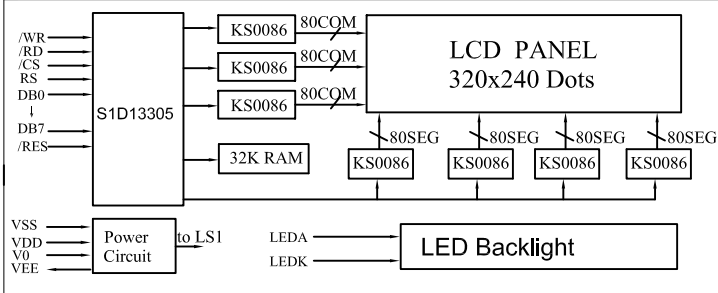 /WR
/RD
/CS
RS
DB0
↓
DB7
/RES
S1D13305
KS0086
80COM
KS0086
80COM
KS0086
80COM
32K RAM
LCD PANEL
320x240 Dots
80SEG
80SEG
80SEG
80SEG
KS0086
KS0086
KS0086
KS0086
VSS
VDD
V0
VEE
Power
Circuit
to LS1
LEDA
LEDK
LED Backlight